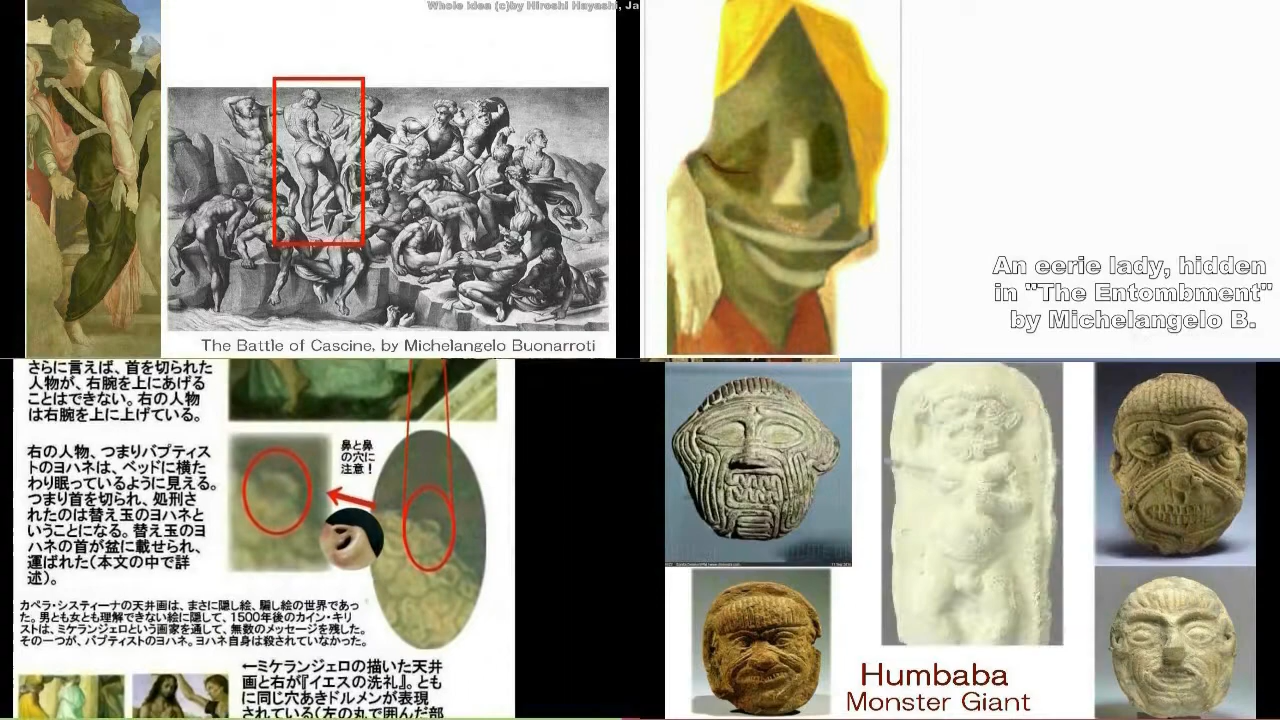 Whole idea (c)by Hiroshi Hayashi, Ja
The Battle of Cascine, by Michelangelo Buonarroti
An eerie lady, hidden
in "The Entombment"
by Michelangelo B.
さらに言えば、首を切られた
人物が、右腕を上にあげる
ことはできない。右の人物
は右腕を上に上げている。
右の人物、つまりバプティス
トのヨハネは、ベッドに横た
わり眠っているように見える。
つまり首を切られ、処刑さ
れたのは替え玉のヨハネと
いうことになる。替え玉のヨ
ハネの首が盆に載せられ、
運ばれた(本文の中で詳
述)。
鼻と鼻
の穴に
注意!
カペラ・システィーナの天井画は、まさに隠し絵、騙し絵の世界であっ
た。男とも女とも理解できない絵に隠して、1500年後のカイン・キリ
ストは、ミケランジェロという画家を通して、無数のメッセージを残した。
その一つが、バプティストのヨハネ。ヨハネ自身は殺されていなかった。
←ミケランジェロの描いた天井
画と右が『イエスの洗礼』。とも
に同じ穴あきドルメンが表現
されている(左の丸で囲んだ部
Humbaba
Monster Giant